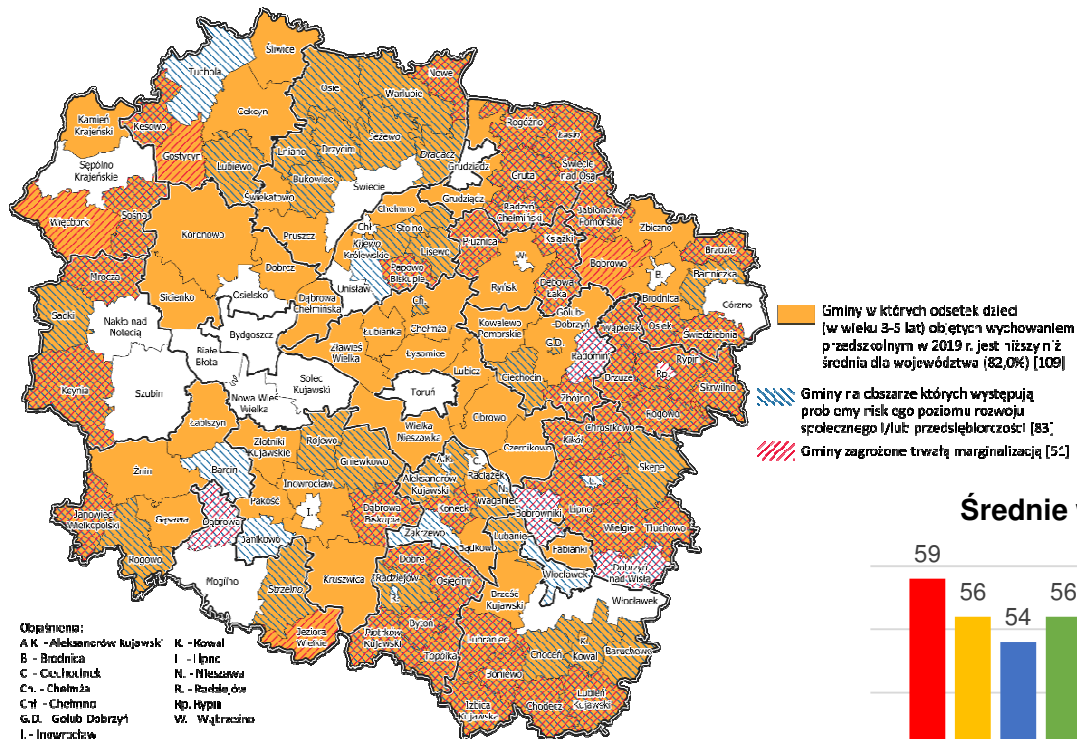 Śliwice
Tuchola
Nowe
Osie
Warlubie
Cekcyn
Kamień
Krajeński
Kęsowo
Rogóźno
Łasin
Jeżewo
Lniano
Drzycim
Dragacz
Gostycyn
Lubiewo
Sępólno
Krajeńskie
Grudziądz
Gruta
Świecie
nad Osą
Bukowiec
Świecie
Świekatowo
Grudziądz
Radzyń
Chełmiński
Chełmno
Więcbork
Sośno
Jabłonowo
Pomorskie
Koronowo
Pruszcz
Chł.
Stolno
Zbiczno
Kijewo
Królewskie
Lisewo
Płużnica
Książki
Brzozie
Mrocza
Dobrcz
Papowo
Biskupie
W.
Bobrowo
B.
Bartniczka
Unisław
Sicienko
Osielsko
Dąbrowa
Chełmińska
Ryńsk
Dębowa
Łąka
Brodnica
Górzno
Sadki
Nakło nad
Notecią
Ch.
Golub-
Dobrzyń
Bydgoszcz
Łubianka
Chełmża
Kowalewo
Pomorskie
Wąpielsk
Osiek
Świedziebnia
Białe
Błota
Zławieś
Wielka
Łysomice
G.D.
Radomin
Rypin
Rp.
Kcynia
Szubin
Solec
Kujawski
Lubicz
Ciechocin
Brzuze
Skrwilno
Nowa Wieś
Wielka
Toruń
Zbójno
Rogowo
Łabiszyn
Wielka
Nieszawka
Obrowo
Chrostkowo
Złotniki
Kujawskie
Rojewo
Czernikowo
Kikół
Gniewkowo
A.K.
C.
Raciążek
Skępe
Żnin
Barcin
Inowrocław
Aleksandrów
Kujawski
N.
Waganiec
L.
Pakość
I.
Bobrowniki
Lipno
Janowiec
Wielkopolski
Gąsawa
Dąbrowa
Dąbrowa
Biskupia
Koneck
Wielgie
Tłuchowo
Zakrzewo
Lubanie
Janikowo
Bądkowo
Fabianki
Rogowo
Dobre
Dobrzyń
nad Wisłą
Mogilno
Kruszwica
Radziejów
Osięciny
Włocławek
Strzelno
Brześć
Kujawski
Włocławek
Bytoń
Jeziora
Wielkie
Piotrków
Kujawski
Lubraniec
Topólka
Choceń
K.
Kowal
Baruchowo
Boniewo
Izbica
Kujawska
Chodecz
Lubień
Kujawski
Gminy w których odsetek dzieci
(w wieku 3-5 lat) objętych wychowaniem
przedszkolnym w 2019 r. jest niższy niż
średnia dla województwa (82,0%) [109]
Gminy na obszarze których występują
problemy niskiego poziomu rozwoju
społecznego i/lub przedsiębiorczości [83]
Gminy zagrożone trwałą marginalizacją [51]
Średnie
59
56
54
56
Objaśnienia:
A.K. - Aleksandrów Kujawski
B - Brodnica
C - Ciechocinek
Ch. - Chełmża
Chł - Chełmno
G.D. Golub Dobrzyń
I. - Inowrocław
K. - Kowal
L - Lipno
N. - Nieszawa
R. - Radziejów
Rp. Rypin
W. Wąbrzeźno